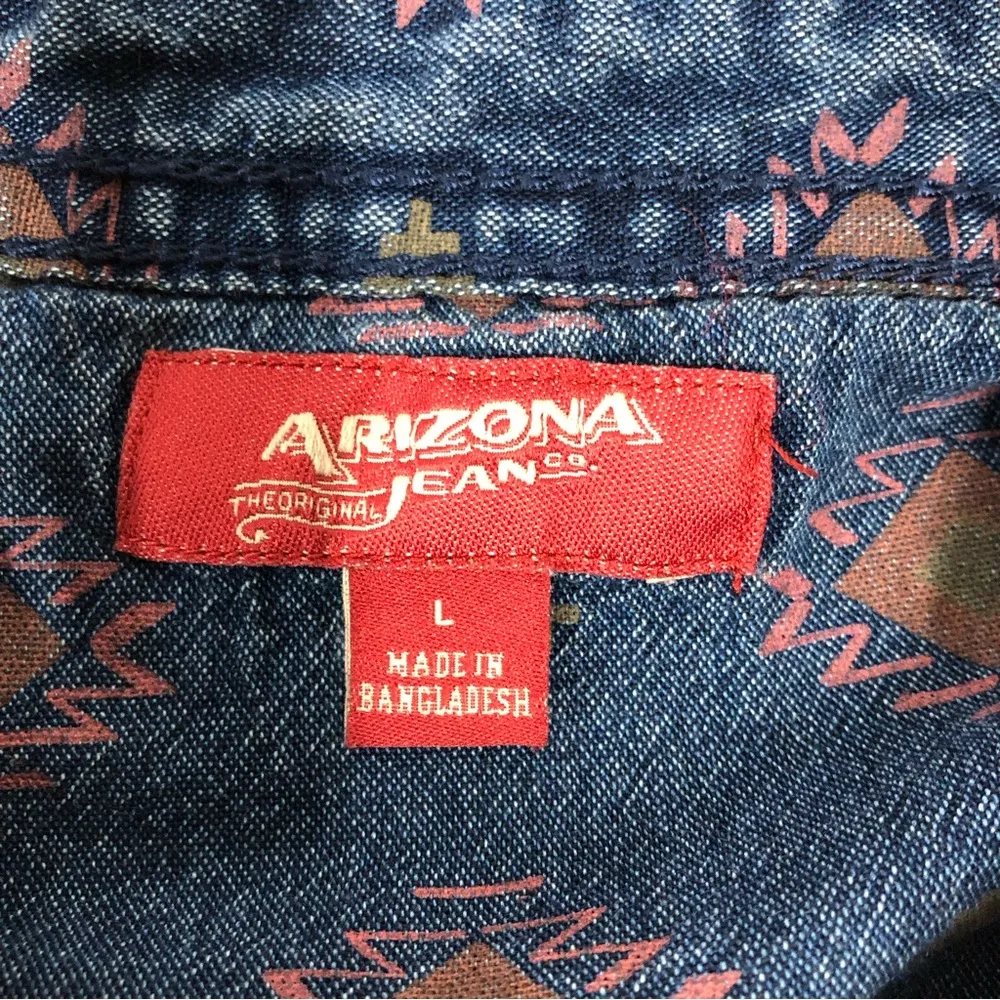 ARIZONA
JEAN CO.
THE ORIGINAL
L
MADE IN
BANGLADESH